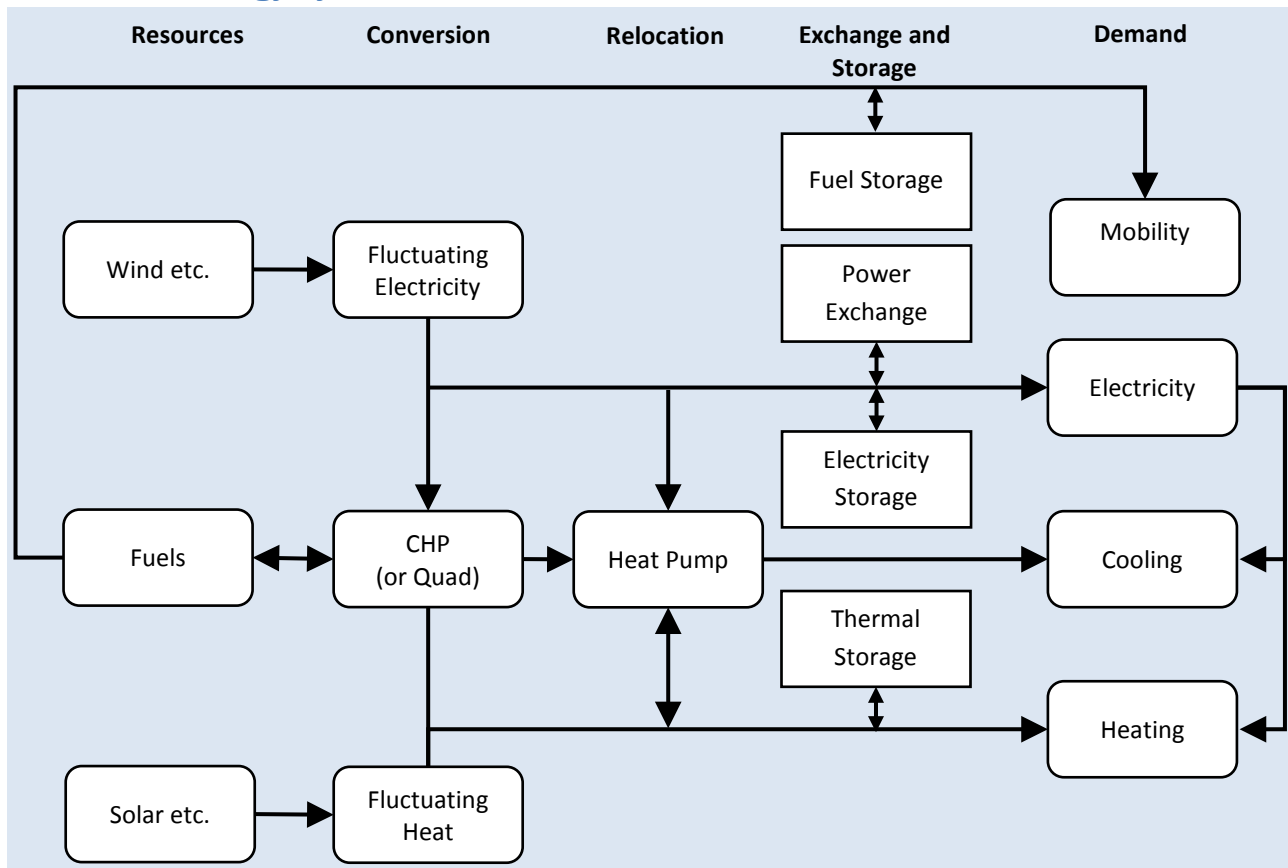 Resources
Conversion
Relocation
Exchange and
Storage
Demand
Fuel Storage
Mobility
Wind etc.
Fluctuating
Electricity
Power
Exchange
Electricity
Electricity
Storage
Fuels
CHP
(or Quad)
Heat Pump
Cooling
Thermal
Storage
Heating
Solar etc.
Fluctuating
Heat